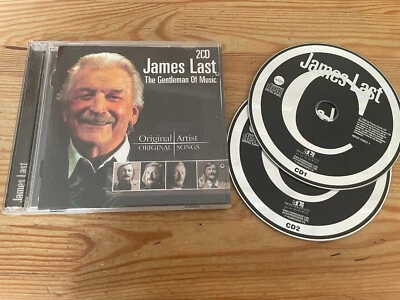 2CD
James Last
The Gentleman Of Music
Original Artist
ORIGINAL SONGS
James Last
James Last
CD1
CD2